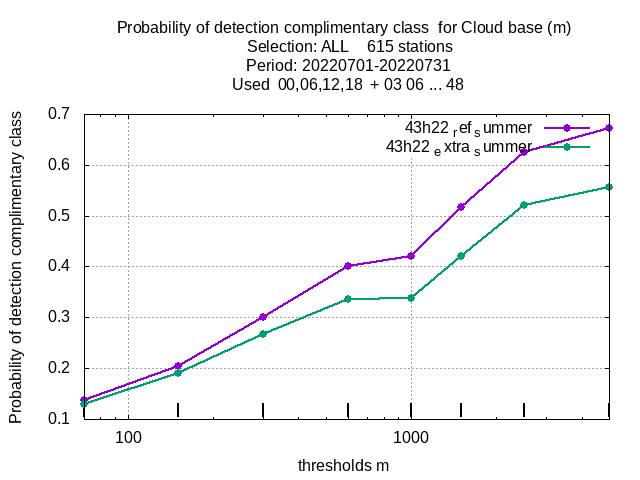 Probability of detection complimentary class  for Cloud base (m)
Selection: ALL    615 stations
Period: 20220701-20220731
Used  00,06,12,18  + 03 06 ... 48
Probability of detection complimentary class
0.7
0.6
0.5
0.4
0.3
0.2
0.1
43h22 ref summer
43h22 extra summer
100 1000
thresholds m